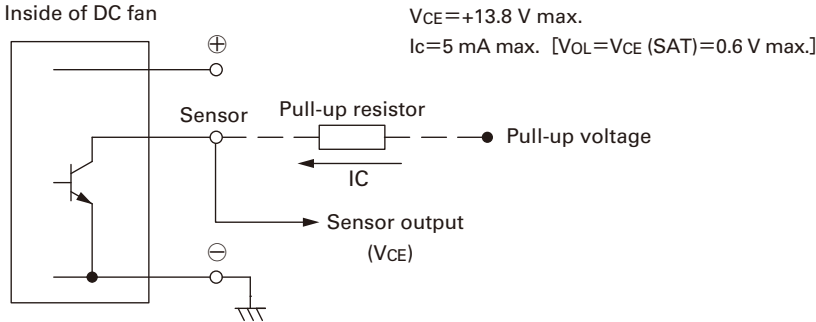 Inside of DC fan
VCE=+13.8 V max.
Ic=5 mA max. [VOL=VCE (SAT)=0.6 V max.]
⊕
Sensor
Pull-up resistor
Pull-up voltage
IC
Sensor output
(VCE)
⊖